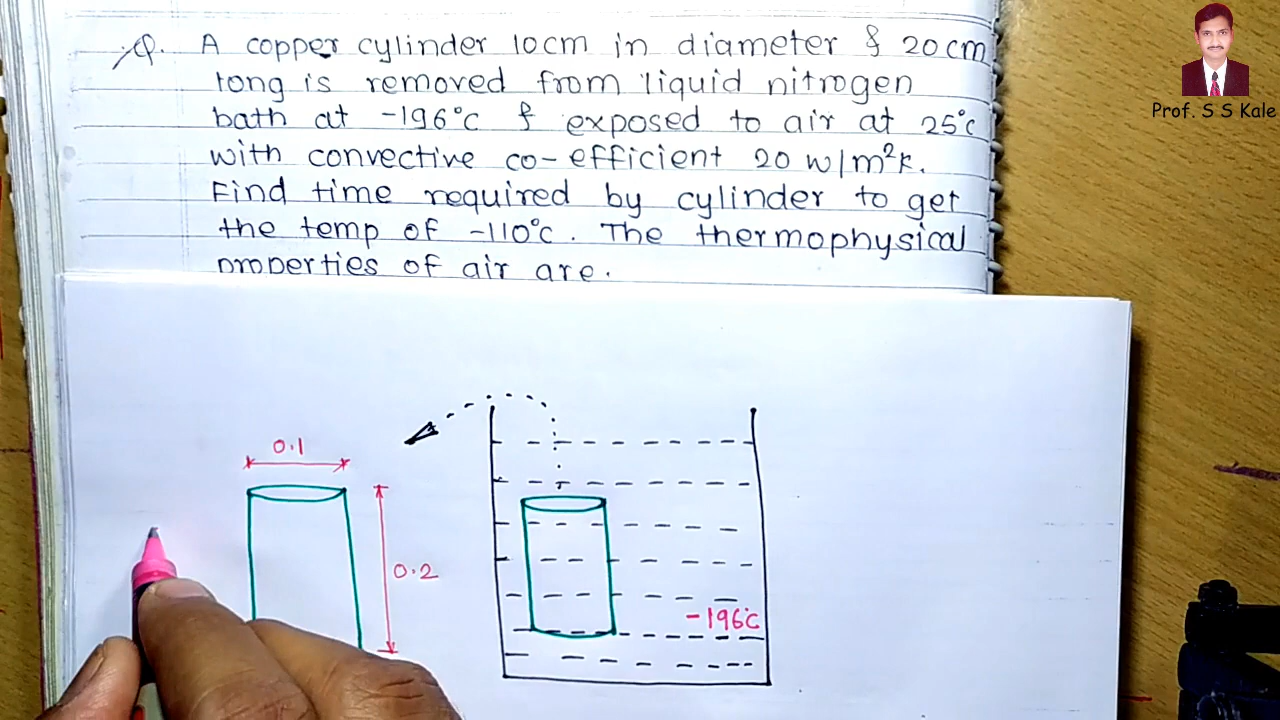 Q. A copper cylinder 10cm in diameter & 20cm
long is removed from liquid nitrogen
bath at -196°c & exposed to air at 25°c
with convective co-efficient 20 w/m²k.
Find time required by cylinder to get
the temp of -110°c. The thermophysical
properties of air are.
Prof. S S Kale
0.1
0.2
-196°c